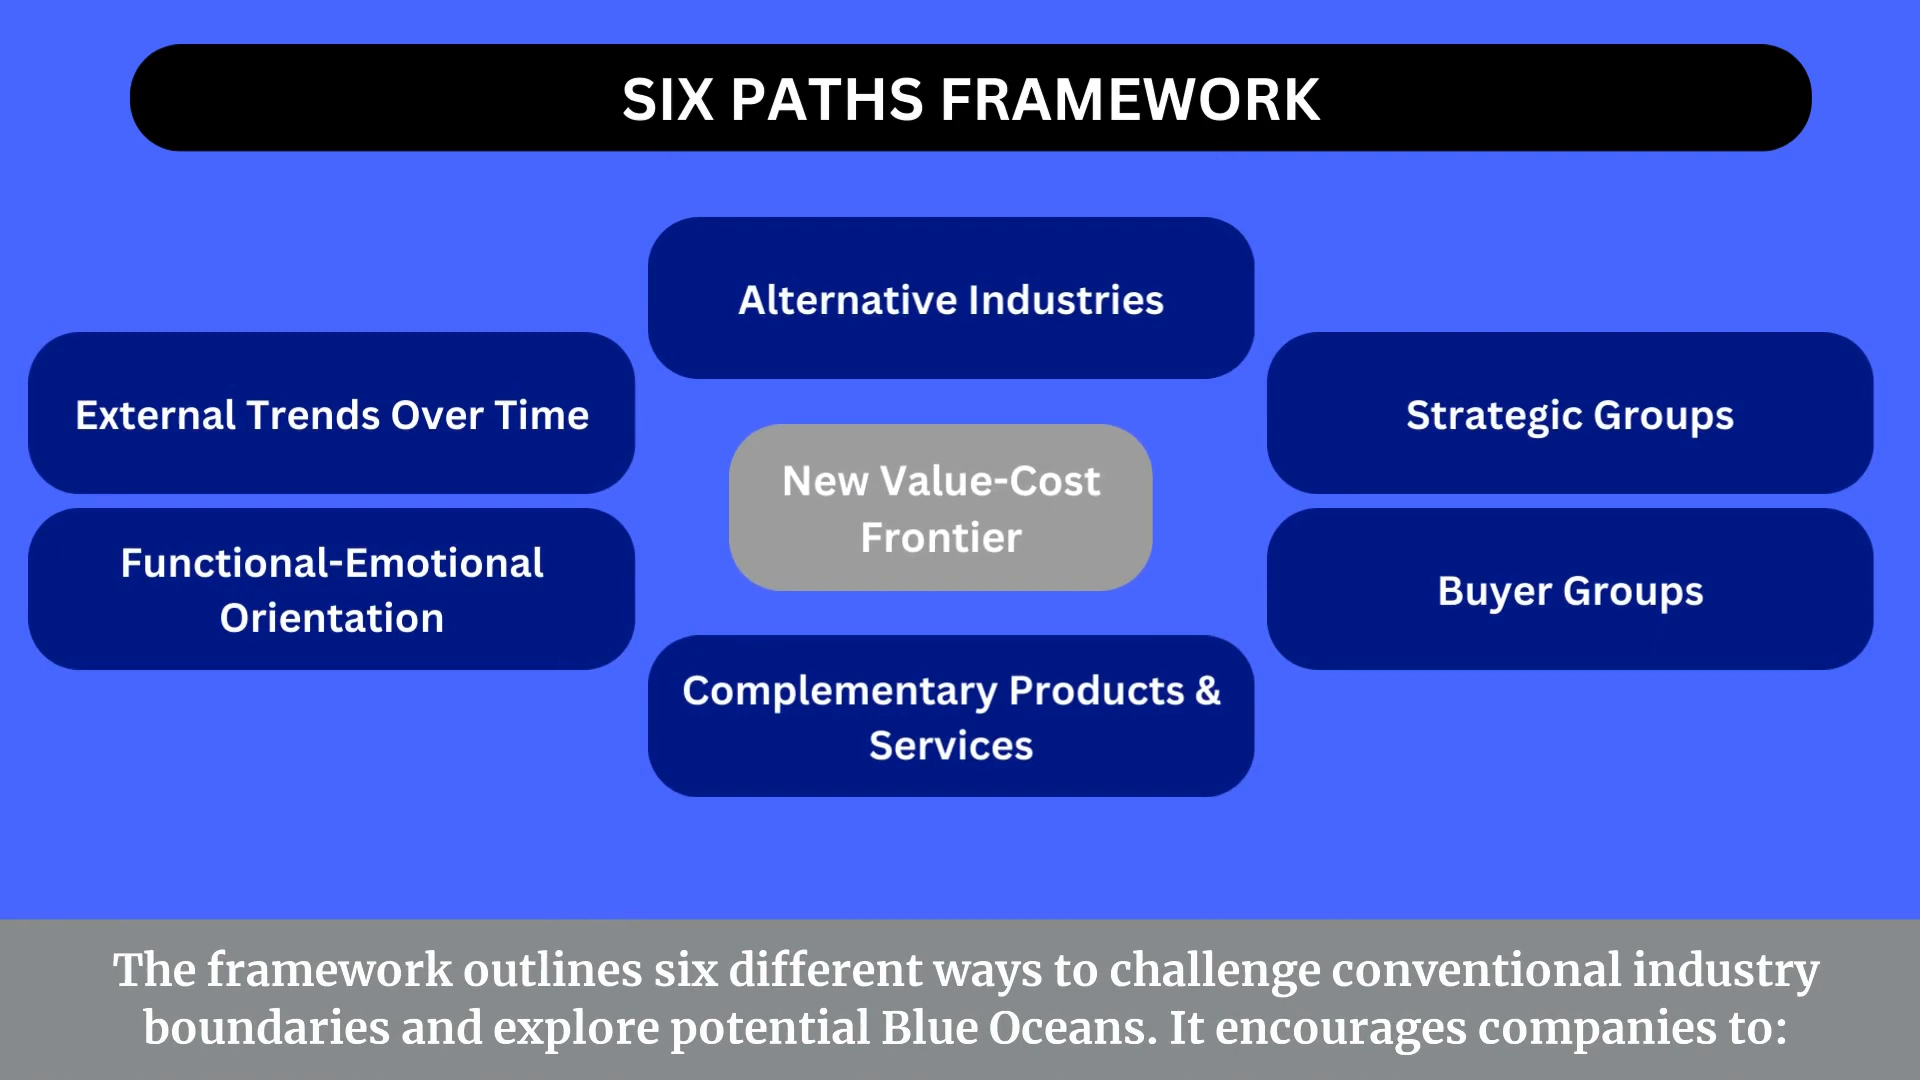 SIX PATHS FRAMEWORK
Alternative Industries
External Trends Over Time
Strategic Groups
New Value-Cost
Frontier
Functional-Emotional
Orientation
Buyer Groups
Complementary Products &
Services
The framework outlines six different ways to challenge conventional industry
boundaries and explore potential Blue Oceans. It encourages companies to: